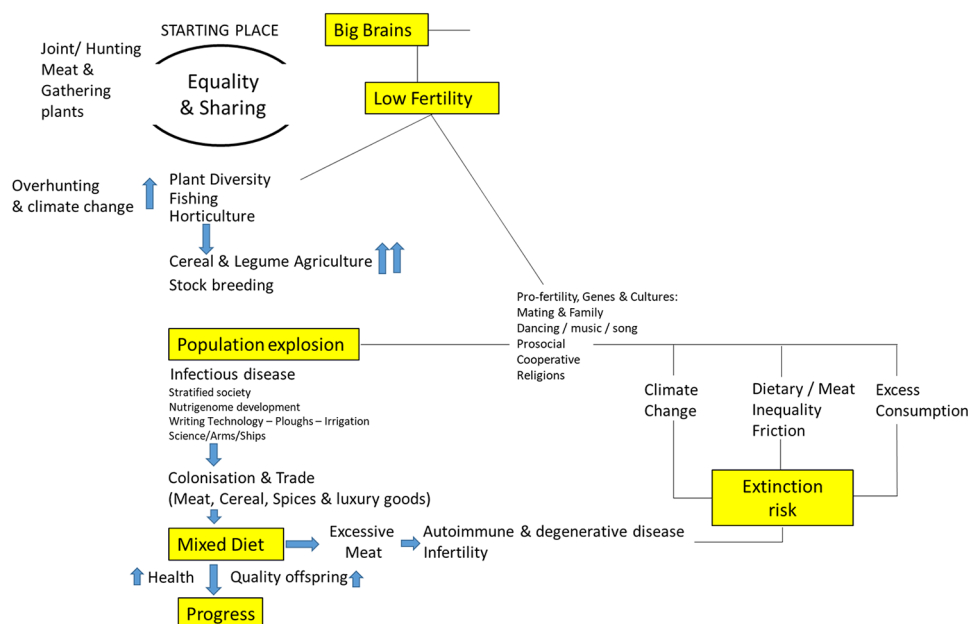 STARTING PLACE
Big Brains
Joint/ Hunting
Meat &
Gathering
plants
Equality
& Sharing
Low Fertility
Overhunting
& climate change
Plant Diversity
Fishing
Horticulture
Cereal & Legume Agriculture
Stock breeding
Pro-fertility, Genes & Cultures:
Mating & Family
Dancing / music / song
Prosocial
Cooperative
Religions
Population explosion
Infectious disease
Stratified society
Nutrigenome development
Writing Technology – Ploughs – Irrigation
Science/Arms/Ships
Climate
Change
Dietary / Meat
Inequality
Friction
Excess
Consumption
Colonisation & Trade
(Meat, Cereal, Spices & luxury goods)
Extinction
risk
Mixed Diet
Excessive
Meat
Autoimmune & degenerative disease
Infertility
Health
Quality offspring
Progress